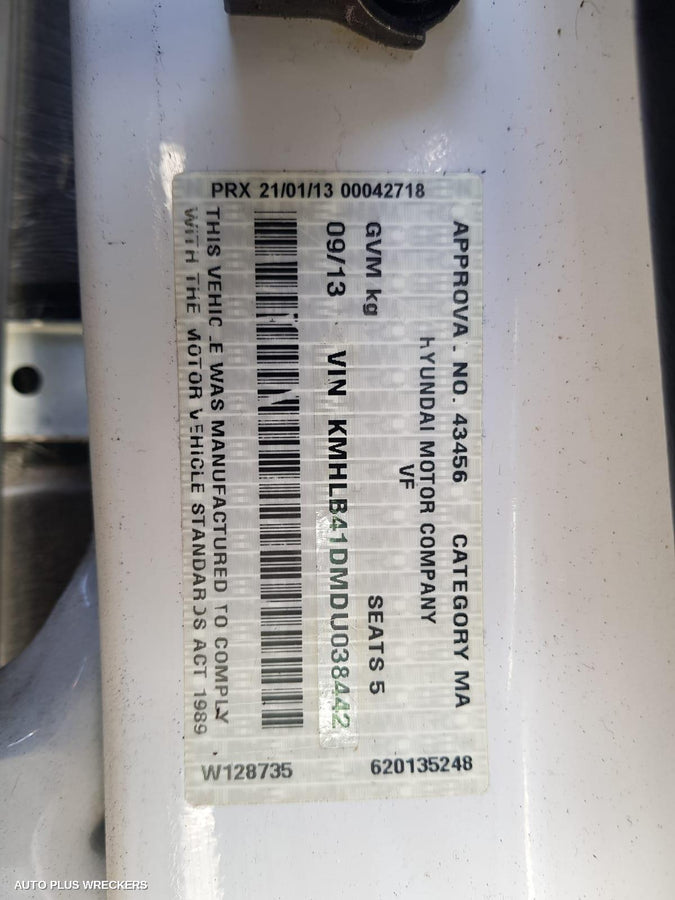 PRX 21/01/13 00042718
APPROVA . NO. 43456 CATEGORY MA
HYUNDAI MOTOR COMPANY
VF
GVM kg SEATS 5
09/13 VIN KMHLB41DMDU038442
THIS VEHIC E WAS MANUFACTURED TO COMPLY
WITH THE MOTOR VEHICLE STANDARDS ACT 1989
W128735 620135248
AUTO PLUS WRECKERS